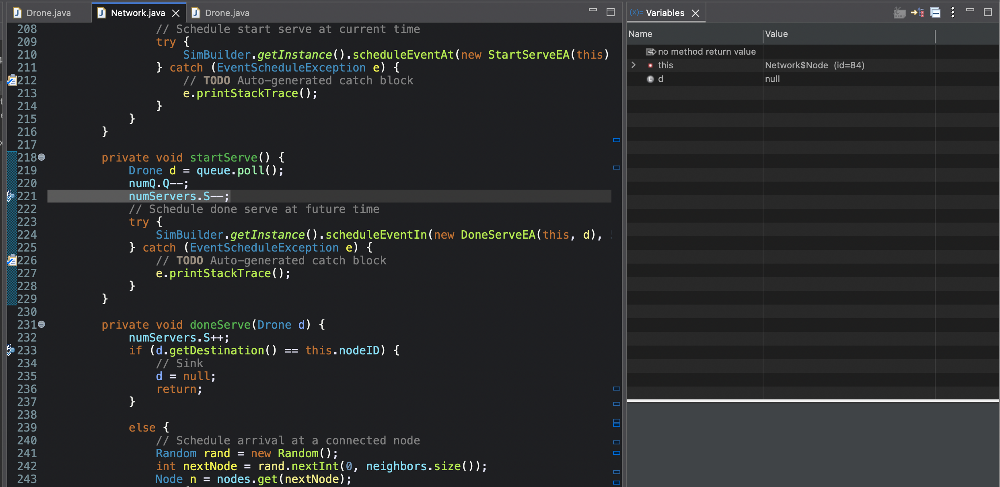 Drone.java
Network.java
Drone.java
208 // Schedule start serve at current time
209 try {
210 SimBuilder.getInstance().scheduleEventAt(new StartServeEA(this)
211 } catch (EventScheduleException e) {
212 // TODO Auto-generated catch block
213 e.printStackTrace();
214 }
215 }
216 }
217
218 private void startServe() {
219 Drone d = queue.poll();
220 numQ.Q--;
221 numServers.S--;
222 // Schedule done serve at future time
223 try {
224 SimBuilder.getInstance().scheduleEventIn(new DoneServeEA(this, d),
225 } catch (EventScheduleException e) {
226 // TODO Auto-generated catch block
227 e.printStackTrace();
228 }
229 }
230
231 private void doneServe(Drone d) {
232 numServers.S++;
233 if (d.getDestination() == this.nodeID) {
234 // Sink
235 d = null;
236 return;
237 }
238
239 else {
240 // Schedule arrival at a connected node
241 Random rand = new Random();
242 int nextNode = rand.nextInt(0, neighbors.size());
243 Node n = nodes.get(nextNode);
(x)= Variables
Name Value
no method return value
this Network$Node (id=84)
d null